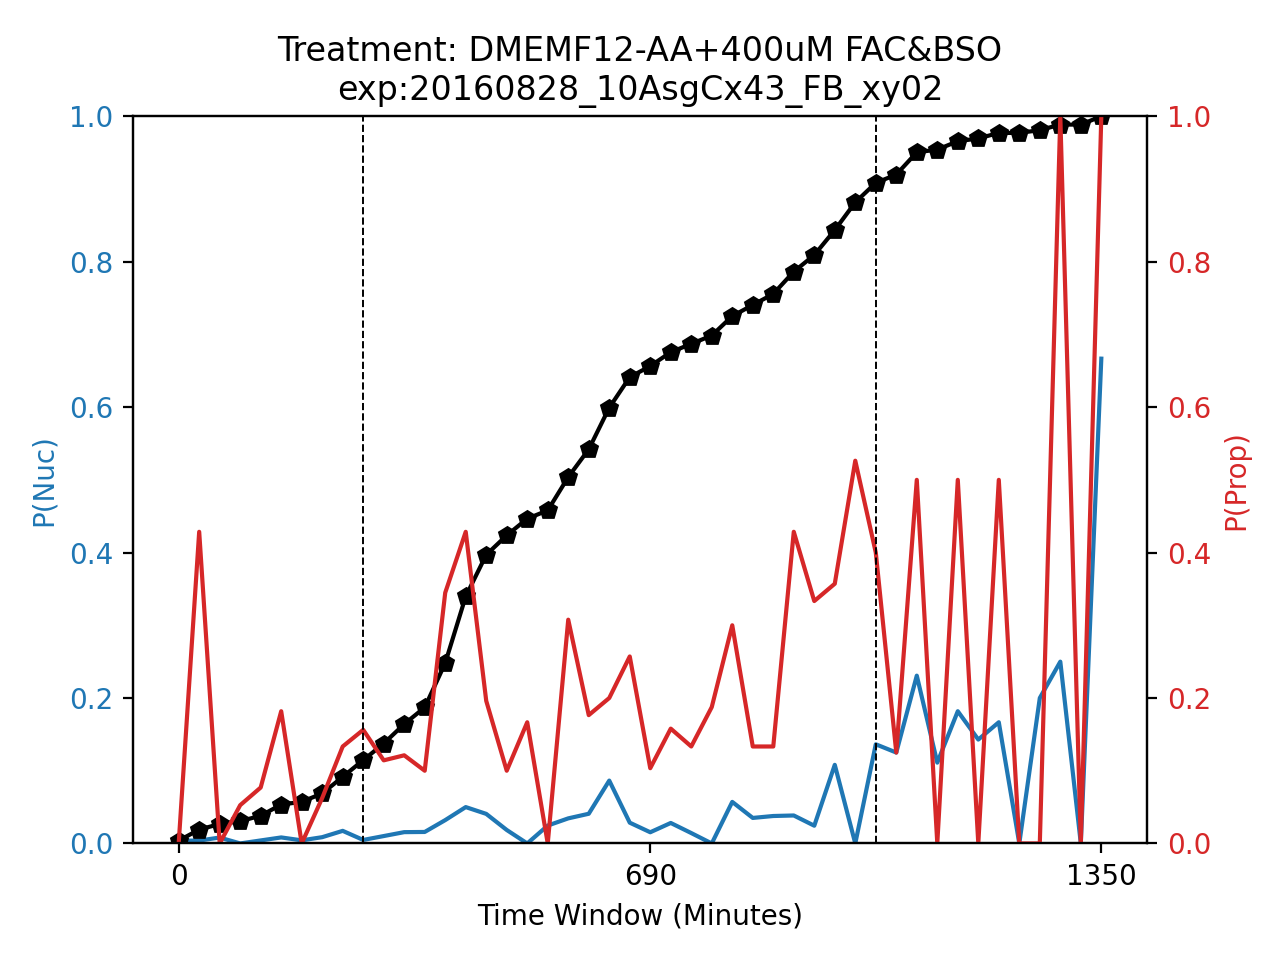 Treatment: DMEMF12-AA+400uM FAC&BSO
exp:20160828_10AsgCx43_FB_xy02
1.0
0.8
0.6
0.4
0.2
0.0
P(Nuc)
1.0
0.8
0.6
0.4
0.2
0.0
P(Prop)
0 690 1350
Time Window (Minutes)